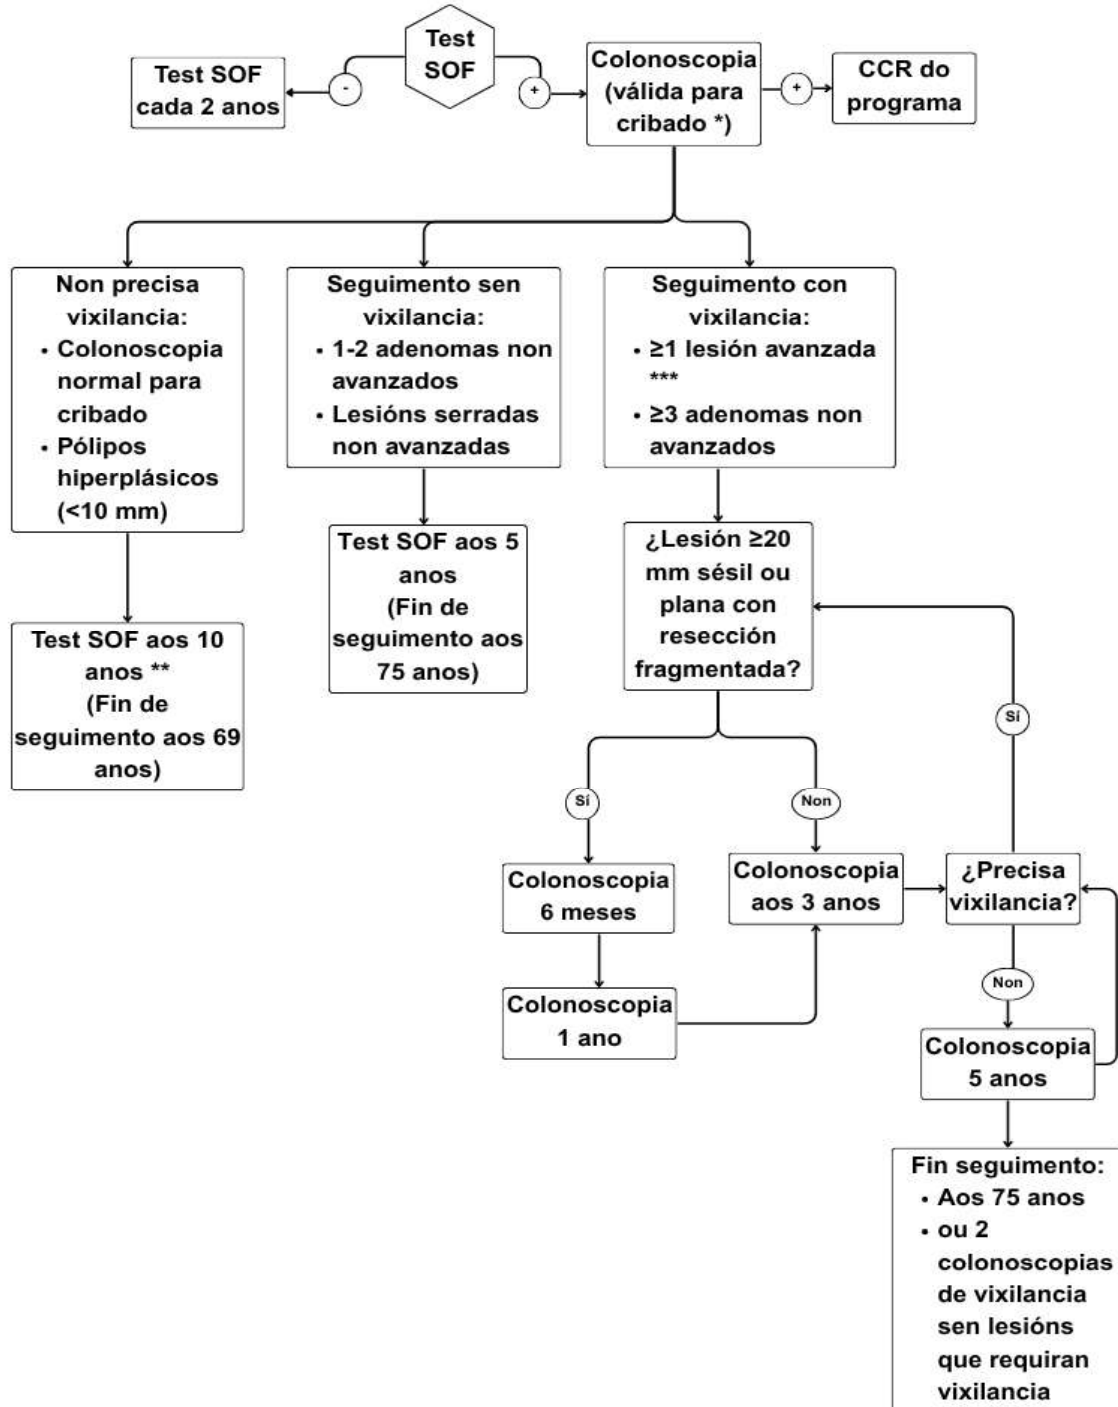 Test
SOF
Test SOF
cada 2 anos
-
+
Colonoscopia
(válida para
cribado *)
+
CCR do
programa
Non precisa
vixilancia:
• Colonoscopia
normal para
cribado
• Pólipos
hiperplásicos
(<10 mm)
Seguimento sen
vixilancia:
• 1-2 adenomas non
avanzados
• Lesións serradas
non avanzadas
Seguimento con
vixilancia:
• ≥1 lesión avanzada
***
• ≥3 adenomas non
avanzados
Test SOF aos 10
anos **
(Fin de
seguimento aos 69
anos)
Test SOF aos 5
anos
(Fin de
seguimento aos
75 anos)
¿Lesión ≥20
mm sésil ou
plana con
resección
fragmentada?
Sí
Non
Sí
Colonoscopia
6 meses
Colonoscopia
aos 3 anos
¿Precisa
vixilancia?
Colonoscopia
1 ano
Non
Colonoscopia
5 anos
Fin seguimento:
• Aos 75 anos
• ou 2
colonoscopias
de vixilancia
sen lesións
que requiran
vixilancia